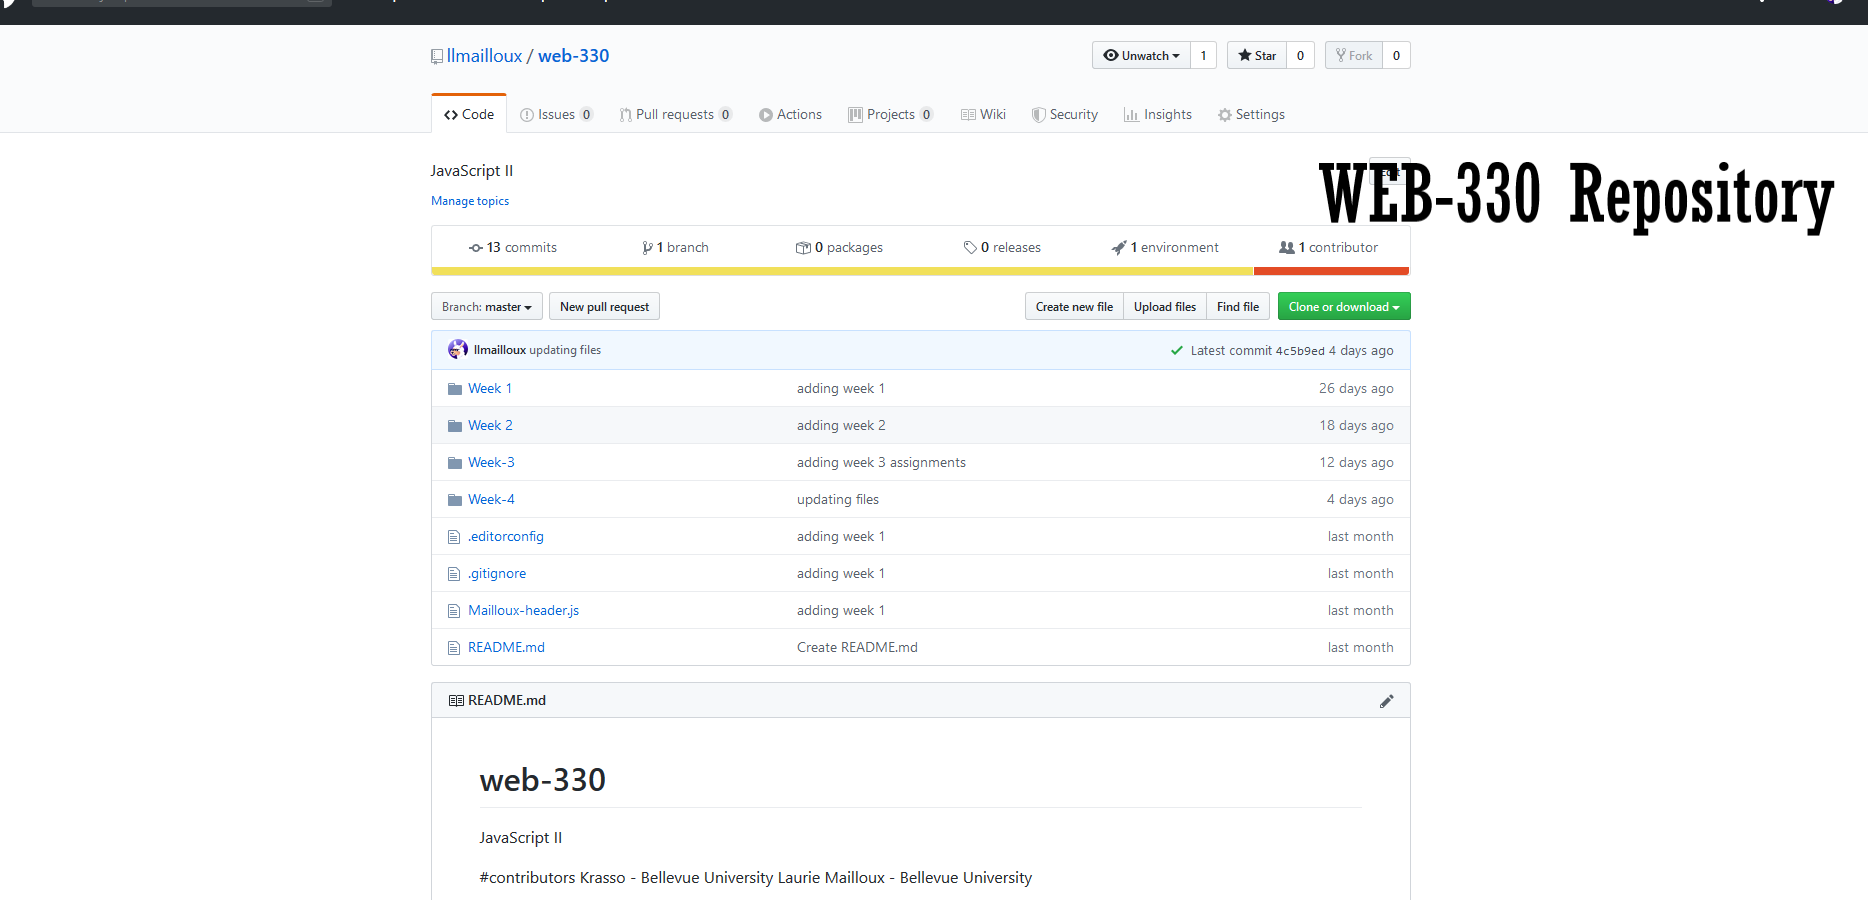 llmailloux / web-330
Unwatch 1 Star 0 Fork 0
Code Issues 0 Pull requests 0 Actions Projects 0 Wiki Security Insights Settings
JavaScript II
WEB-330 Repository
Manage topics
13 commits 1 branch 0 packages 0 releases 1 environment 1 contributor
Branch: master New pull request Create new file Upload files Find file Clone or download
llmailloux updating files Latest commit 4c5b9ed 4 days ago
Week 1 adding week 1 26 days ago
Week 2 adding week 2 18 days ago
Week-3 adding week 3 assignments 12 days ago
Week-4 updating files 4 days ago
.editorconfig adding week 1 last month
.gitignore adding week 1 last month
Mailloux-header.js adding week 1 last month
README.md Create README.md last month
README.md
web-330
JavaScript II
#contributors Krasso - Bellevue University Laurie Mailloux - Bellevue University